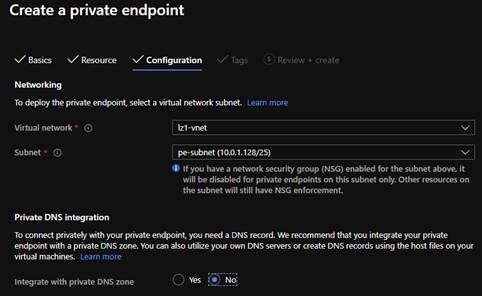 Create a private endpoint
Basics Resource Configuration Tags 5 Review + create
Networking
To deploy the private endpoint, select a virtual network subnet. Learn more
Virtual network * lz1-vnet
Subnet * pe-subnet (10.0.1.128/25)
If you have a network security group (NSG) enabled for the subnet above, it
will be disabled for private endpoints on this subnet only. Other resources on
the subnet will still have NSG enforcement.
Private DNS integration
To connect privately with your private endpoint, you need a DNS record. We recommend that you integrate your private
endpoint with a private DNS zone. You can also utilize your own DNS servers or create DNS records using the host files on your
virtual machines. Learn more
Integrate with private DNS zone Yes No